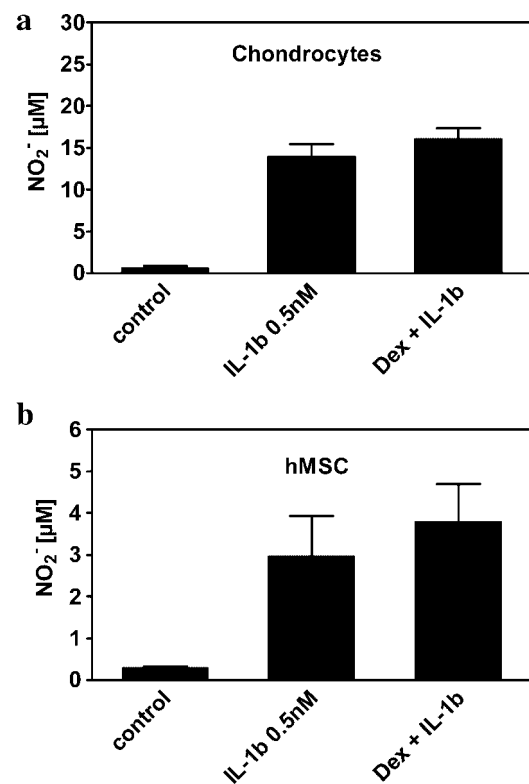 a
Chondrocytes
NO₂⁻ [µM]
30
25
20
15
10
5
0
control
IL-1b 0.5nM
Dex + IL-1b
b
hMSC
NO₂⁻ [µM]
6
5
4
3
2
1
0
control
IL-1b 0.5nM
Dex + IL-1b